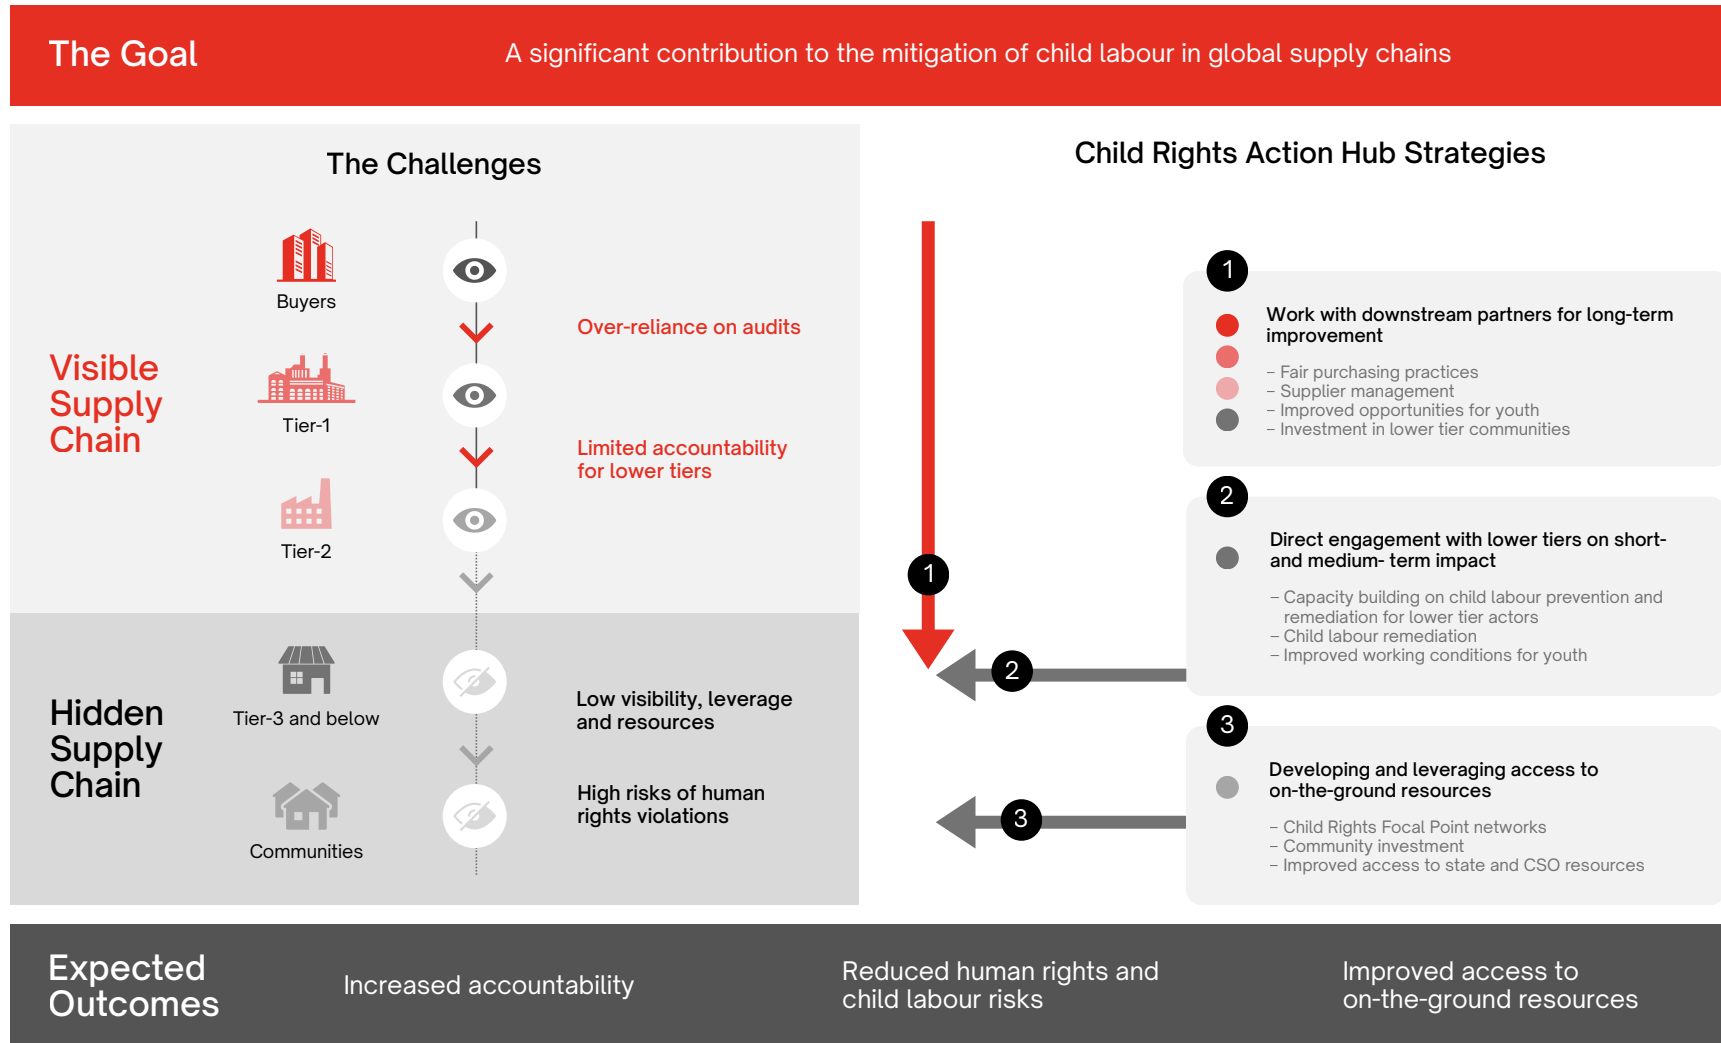 The Goal
A significant contribution to the mitigation of child labour in global supply chains
The Challenges
Visible
Supply
Chain
Buyers
Over-reliance on audits
Tier-1
Limited accountability
for lower tiers
Tier-2
Hidden
Supply
Chain
Tier-3 and below
Low visibility, leverage
and resources
High risks of human
rights violations
Communities
Child Rights Action Hub Strategies
1
2
3
1
Work with downstream partners for long-term
improvement
– Fair purchasing practices
– Supplier management
– Improved opportunities for youth
– Investment in lower tier communities
2
Direct engagement with lower tiers on short-
and medium- term impact
– Capacity building on child labour prevention and
remediation for lower tier actors
– Child labour remediation
– Improved working conditions for youth
3
Developing and leveraging access to
on-the-ground resources
– Child Rights Focal Point networks
– Community investment
– Improved access to state and CSO resources
Expected
Outcomes
Increased accountability
Reduced human rights and
child labour risks
Improved access to
on-the-ground resources